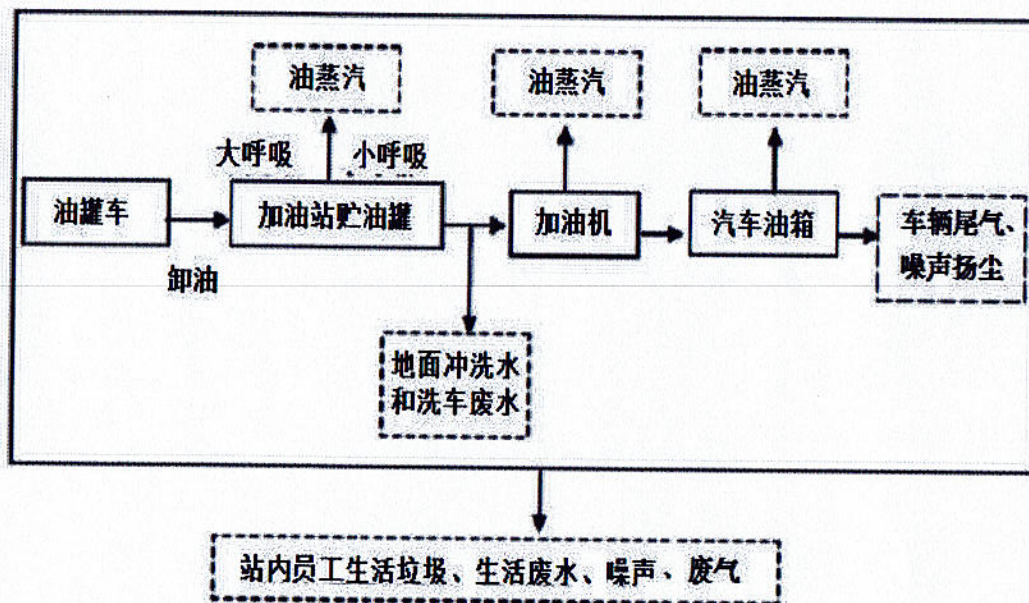 油蒸汽
油蒸汽
油蒸汽
大呼吸
小呼吸
油罐车
加油站贮油罐
加油机
汽车油箱
车辆尾气、
噪声扬尘
卸油
地面冲洗水
和洗车废水
站内员工生活垃圾、生活废水、噪声、废气